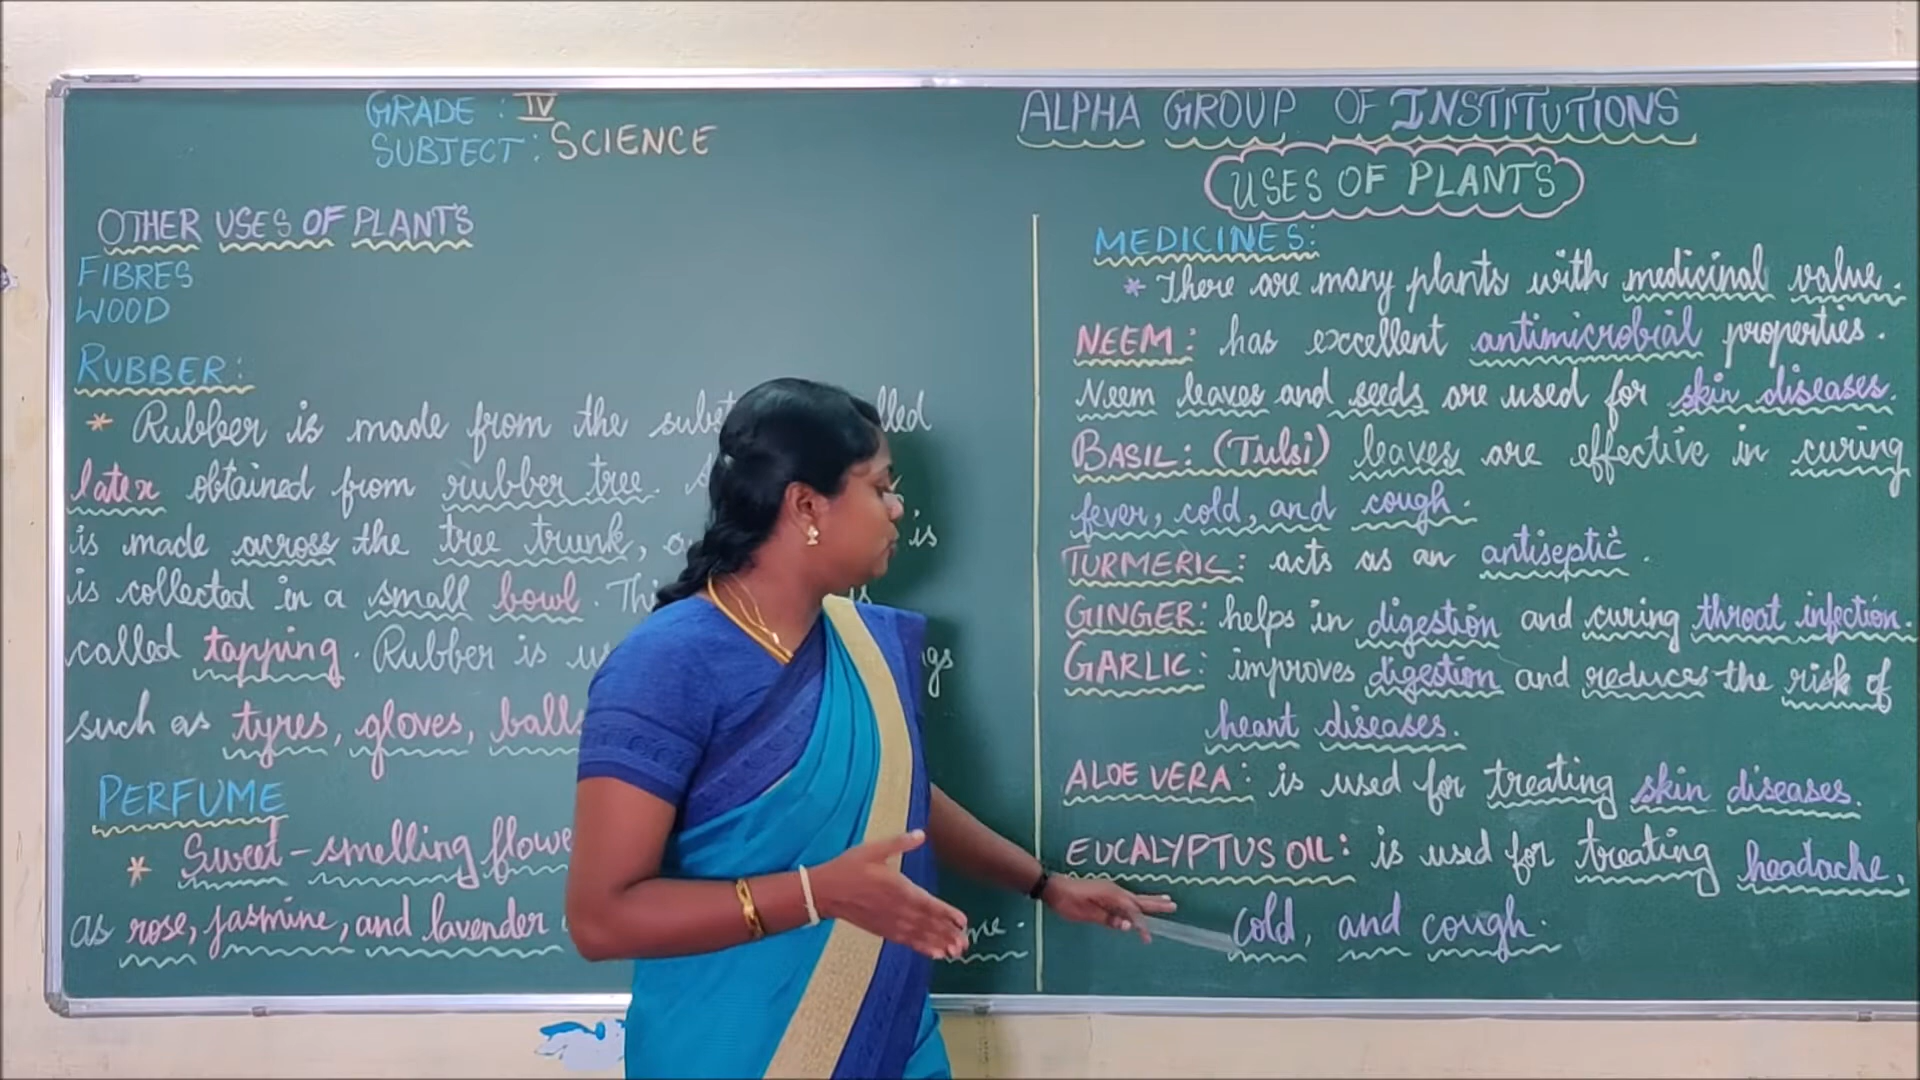 GRADE : IV
SUBJECT : SCIENCE
OTHER USES OF PLANTS
FIBRES
WOOD
RUBBER :
* Rubber is made from the
latex obtained from rubber tree.
is made across the tree trunk, is
is collected in a small bowl.
called tapping. Rubber is
such as tyres, gloves, balls
PERFUME
* Sweet-smelling
as rose, jasmine, and lavender
ALPHA GROUP OF INSTITUTIONS
USES OF PLANTS
MEDICINES:
* There are many plants with medicinal value.
NEEM : has excellent antimicrobial properties.
Neem leaves and seeds are used for skin diseases.
BASIL : (Tulsi) leaves are effective in curing
fever, cold, and cough.
TURMERIC : acts as an antiseptic.
GINGER : helps in digestion and curing throat infection.
GARLIC : improves digestion and reduces the risk of
heart diseases.
ALOE VERA : is used for treating skin diseases.
EUCALYPTUS OIL : is used for treating headache,
cold, and cough.